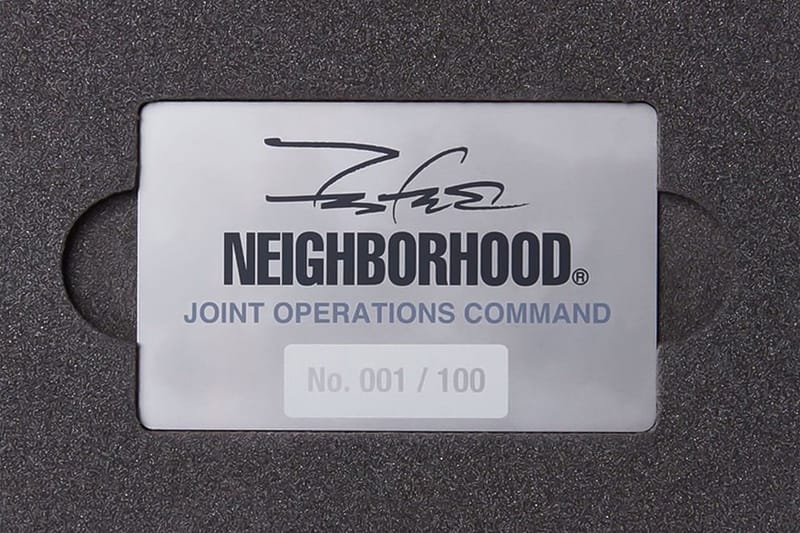 NEIGHBORHOOD®
JOINT OPERATIONS COMMAND
No. 001 / 100